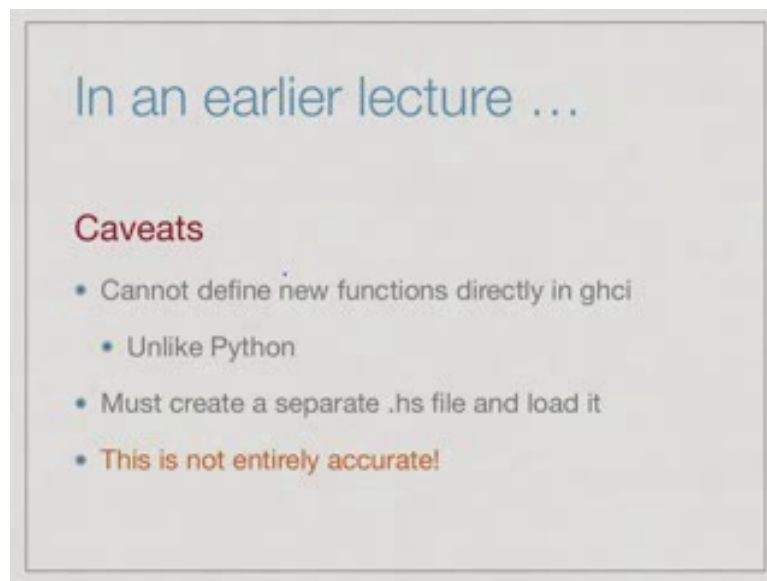 In an earlier lecture ...
Caveats
• Cannot define new functions directly in ghci
• Unlike Python
• Must create a separate .hs file and load it
• This is not entirely accurate!